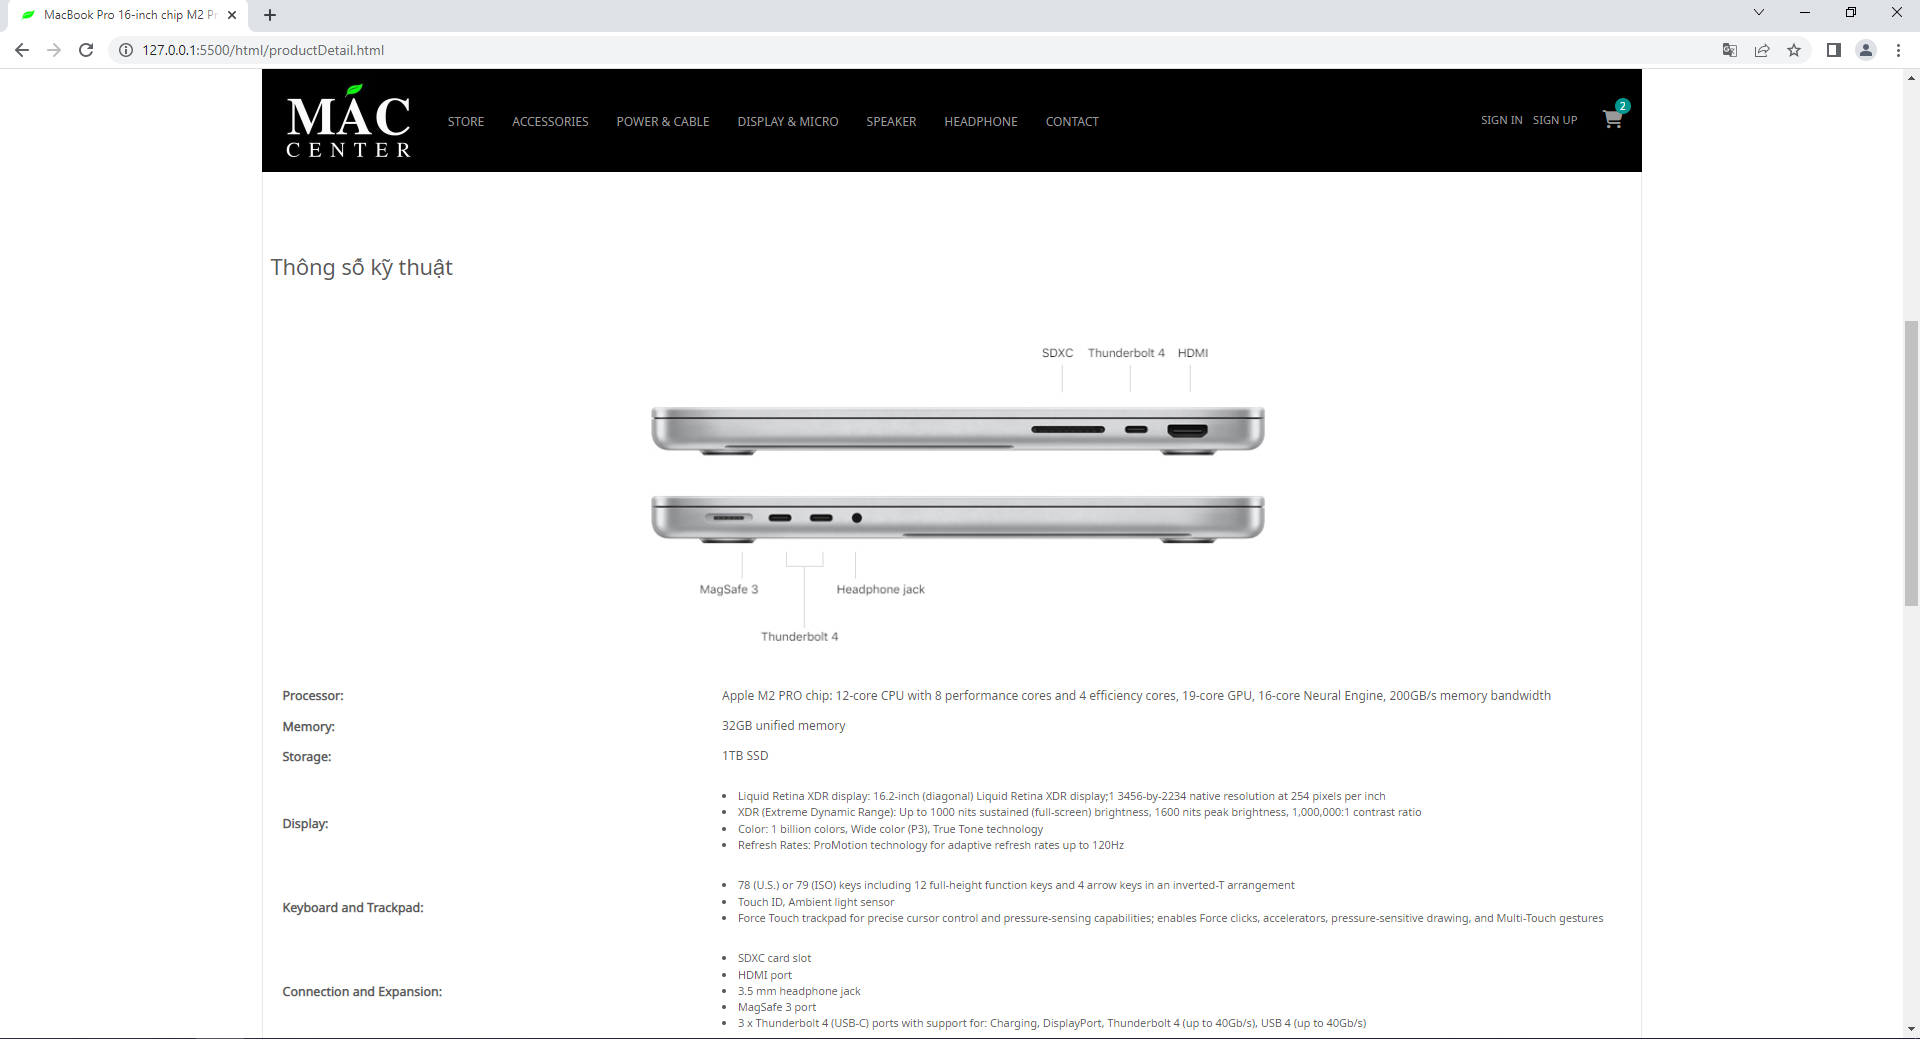 MacBook Pro 16-inch chip M2 Pr
127.0.0.1:5500/html/productDetail.html
MAC
CENTER
STORE ACCESSORIES POWER & CABLE DISPLAY & MICRO SPEAKER HEADPHONE CONTACT
SIGN IN SIGN UP 2
Thông số kỹ thuật
SDXC Thunderbolt 4 HDMI
MagSafe 3 Headphone jack
Thunderbolt 4
Processor: Apple M2 PRO chip: 12-core CPU with 8 performance cores and 4 efficiency cores, 19-core GPU, 16-core Neural Engine, 200GB/s memory bandwidth
Memory: 32GB unified memory
Storage: 1TB SSD
Display:
• Liquid Retina XDR display: 16.2-inch (diagonal) Liquid Retina XDR display;1 3456-by-2234 native resolution at 254 pixels per inch
• XDR (Extreme Dynamic Range): Up to 1000 nits sustained (full-screen) brightness, 1600 nits peak brightness, 1,000,000:1 contrast ratio
• Color: 1 billion colors, Wide color (P3), True Tone technology
• Refresh Rates: ProMotion technology for adaptive refresh rates up to 120Hz
Keyboard and Trackpad:
• 78 (U.S.) or 79 (ISO) keys including 12 full-height function keys and 4 arrow keys in an inverted-T arrangement
• Touch ID, Ambient light sensor
• Force Touch trackpad for precise cursor control and pressure-sensing capabilities; enables Force clicks, accelerators, pressure-sensitive drawing, and Multi-Touch gestures
Connection and Expansion:
• SDXC card slot
• HDMI port
• 3.5 mm headphone jack
• MagSafe 3 port
• 3 x Thunderbolt 4 (USB-C) ports with support for: Charging, DisplayPort, Thunderbolt 4 (up to 40Gb/s), USB 4 (up to 40Gb/s)